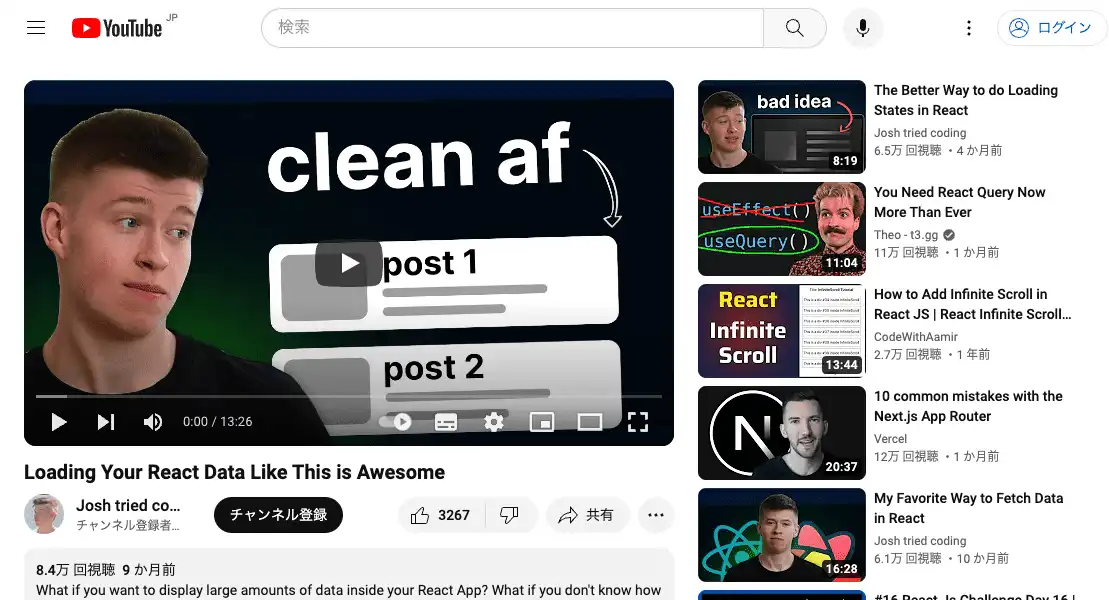 YouTube JP
検索
ログイン
clean af
post 1
post 2
0:00 / 13:26
Loading Your React Data Like This is Awesome
Josh tried co...
チャンネル登録者...
チャンネル登録
3267
共有
8.4万 回視聴 9 か月前
What if you want to display large amounts of data inside your React App? What if you don't know how
bad idea
8:19
The Better Way to do Loading
States in React
Josh tried coding
6.5万 回視聴 ・4 か月前
useEffect()
useQuery()
11:04
You Need React Query Now
More Than Ever
Theo - t3.gg
11万 回視聴 ・1 か月前
React
Infinite
Scroll
13:44
How to Add Infinite Scroll in
React JS | React Infinite Scroll...
CodeWithAamir
2.7万 回視聴 ・1 年前
N
20:37
10 common mistakes with the
Next.js App Router
Vercel
12万 回視聴 ・1 か月前
16:28
My Favorite Way to Fetch Data
in React
Josh tried coding
6.1万 回視聴 ・10 か月前
#16 React Js Challenge Day 16 |